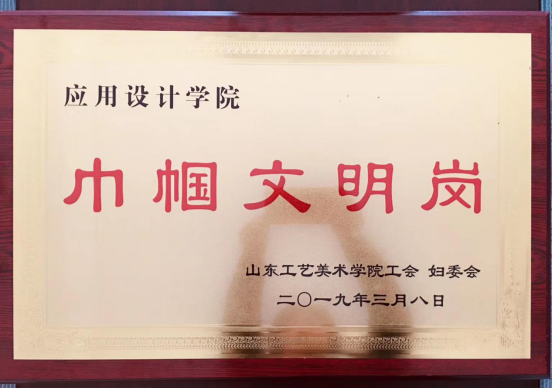 应用设计学院
巾帼文明岗
山东工艺美术学院工会 妇委会
二〇一九年三月八日